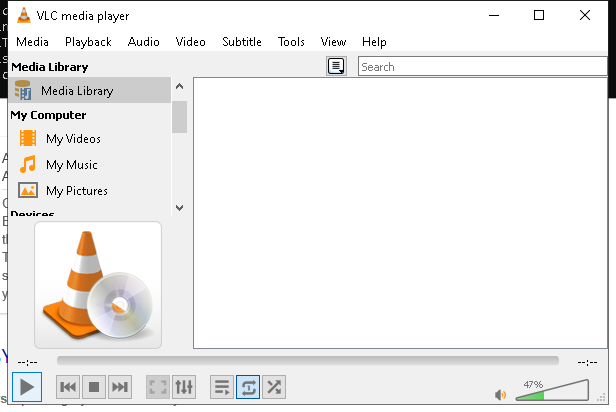 VLC media player
Media Playback Audio Video Subtitle Tools View Help
Media Library
Search
Media Library
My Computer
My Videos
My Music
My Pictures
Devices
--:--
--:--
47%